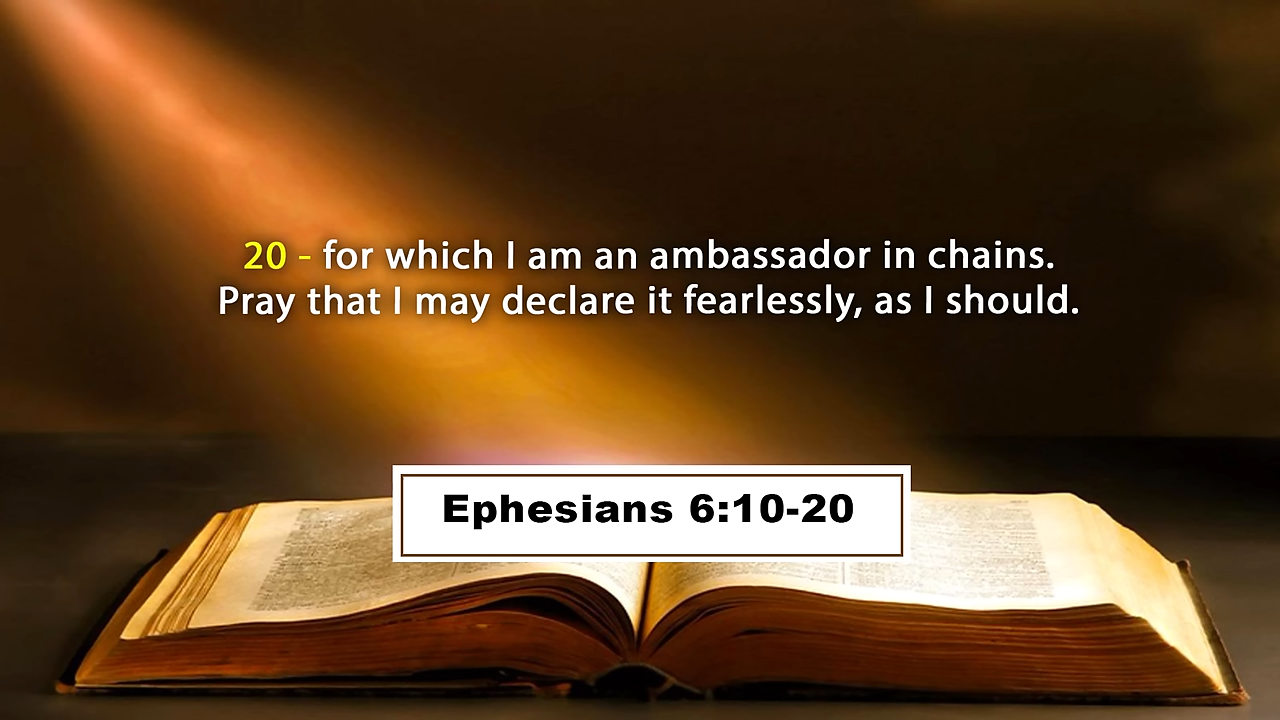 20 - for which I am an ambassador in chains.
Pray that I may declare it fearlessly, as I should.
Ephesians 6:10-20